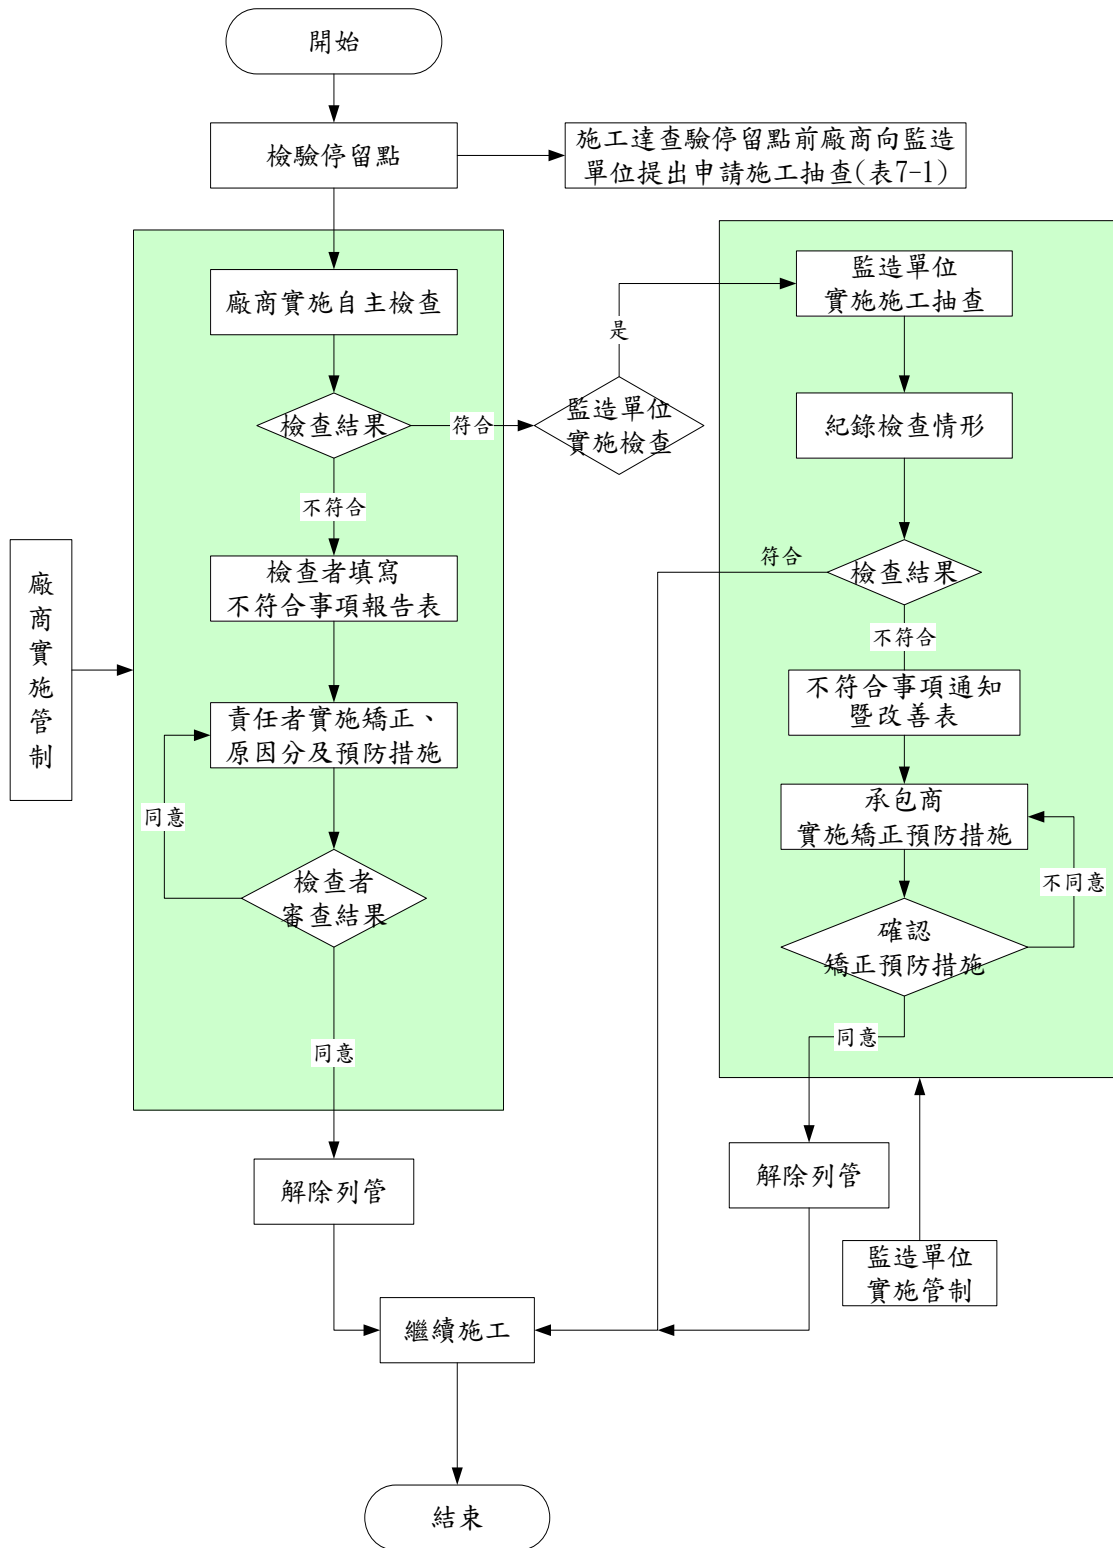 開始
檢驗停留點
施工達查驗停留點前廠商向監造
單位提出申請施工抽查(表7-1)
廠商實施自主檢查
檢查結果
符合
監造單位
實施檢查
是
不符合
檢查者填寫
不符合事項報告表
廠商實施管制
責任者實施矯正、
原因分及預防措施
同意
檢查者
審查結果
同意
解除列管
監造單位
實施施工抽查
紀錄檢查情形
檢查結果
符合
不符合
不符合事項通知
暨改善表
承包商
實施矯正預防措施
不同意
確認
矯正預防措施
同意
解除列管
監造單位
實施管制
繼續施工
結束